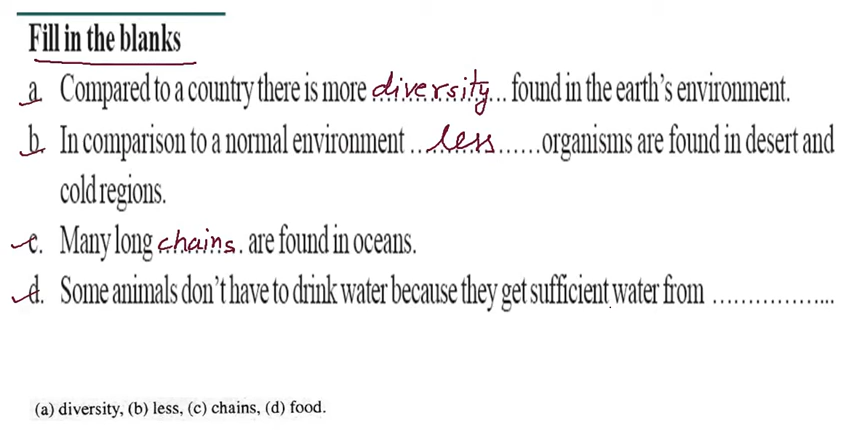 Fill in the blanks
a. Compared to a country there is more diversity... found in the earth's environment.
b. In comparison to a normal environment ...less......organisms are found in desert and
cold regions.
c. Many long chains. are found in oceans.
d. Some animals don't have to drink water because they get sufficient water from ....................
(a) diversity, (b) less, (c) chains, (d) food.